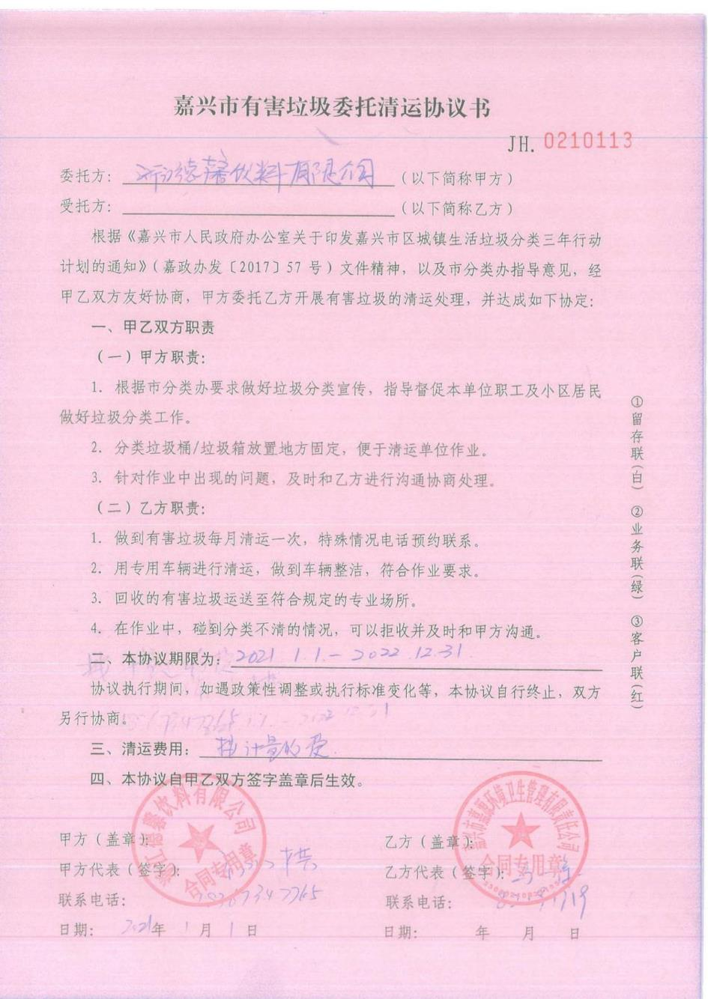 嘉兴市有害垃圾委托清运协议书
JH. 0210113
委托方: 浙江德馨饮料有限公司 (以下简称甲方)
受托方: (以下简称乙方)
根据《嘉兴市人民政府办公室关于印发嘉兴市区城镇生活垃圾分类三年行动
计划的通知》(嘉政办发〔2017〕57 号)文件精神, 以及市分类办指导意见, 经
甲乙双方友好协商, 甲方委托乙方开展有害垃圾的清运处理, 并达成如下协定:
一、甲乙双方职责
(一)甲方职责:
1. 根据市分类办要求做好垃圾分类宣传, 指导督促本单位职工及小区居民
做好垃圾分类工作。
2. 分类垃圾桶/垃圾箱放置地方固定, 便于清运单位作业。
3. 针对作业中出现的问题, 及时和乙方进行沟通协商处理。
(二)乙方职责:
1. 做到有害垃圾每月清运一次, 特殊情况电话预约联系。
2. 用专用车辆进行清运, 做到车辆整洁, 符合作业要求。
3. 回收的有害垃圾运送至符合规定的专业场所。
4. 在作业中, 碰到分类不清的情况, 可以拒收并及时和甲方沟通。
二、本协议期限为: 2021 1.1.-2022.12.31.
协议执行期间, 如遇政策性调整或执行标准变化等, 本协议自行终止, 双方
另行协商。
三、清运费用: 按计量收费.
四、本协议自甲乙双方签字盖章后生效。
甲方(盖章):
浙江德馨饮料有限公司
合同专用章
甲方代表(签字):
联系电话:
日期: 2021年 1 月 1 日
乙方(盖章):
合同专用章
乙方代表(签字):
联系电话:
日期: 年 月 日
①留存联(白) ②业务联(绿) ③客户联(红)